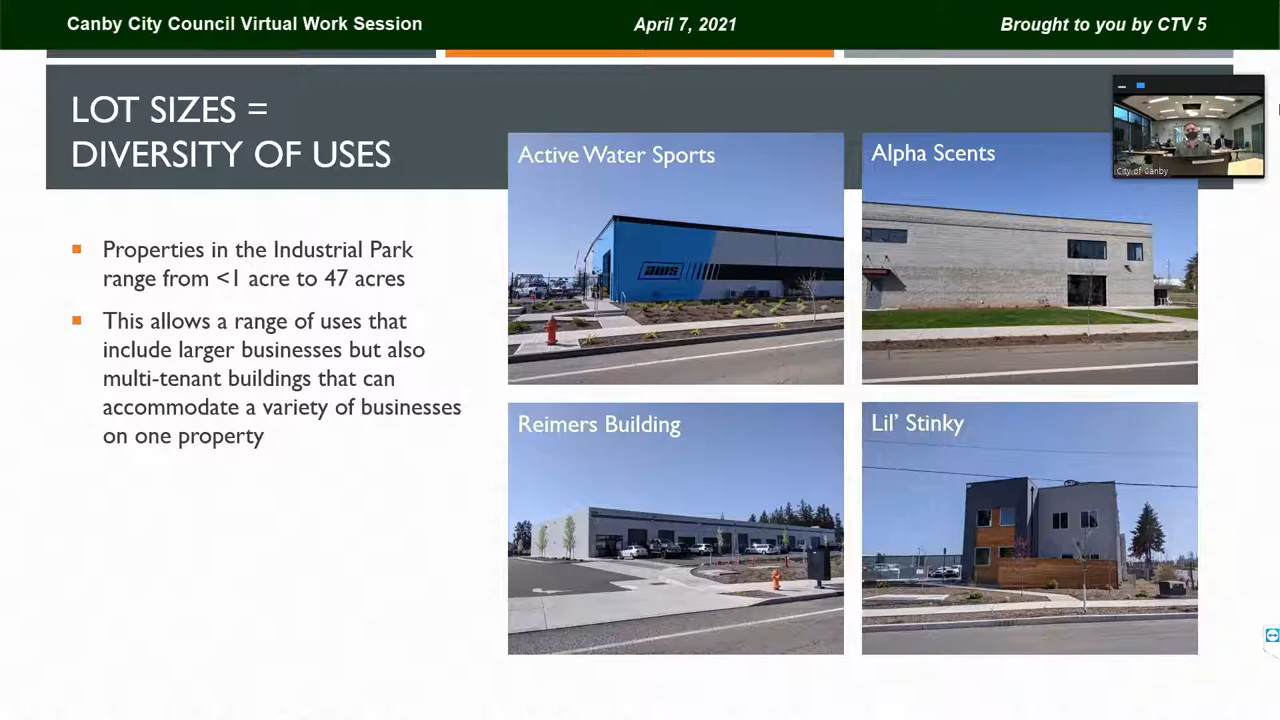 Canby City Council Virtual Work Session
April 7, 2021
Brought to you by CTV 5
LOT SIZES =
DIVERSITY OF USES
Properties in the Industrial Park
range from <1 acre to 47 acres
This allows a range of uses that
include larger businesses but also
multi-tenant buildings that can
accommodate a variety of businesses
on one property
Active Water Sports
aws
Alpha Scents
City of Canby
Reimers Building
Lil' Stinky